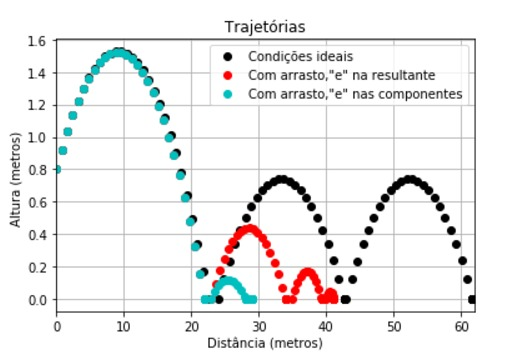 Trajetórias
Condições ideais
Com arrasto,"e" na resultante
Com arrasto,"e" nas componentes
Altura (metros)
1.6
1.4
1.2
1.0
0.8
0.6
0.4
0.2
0.0
0 10 20 30 40 50 60
Distância (metros)